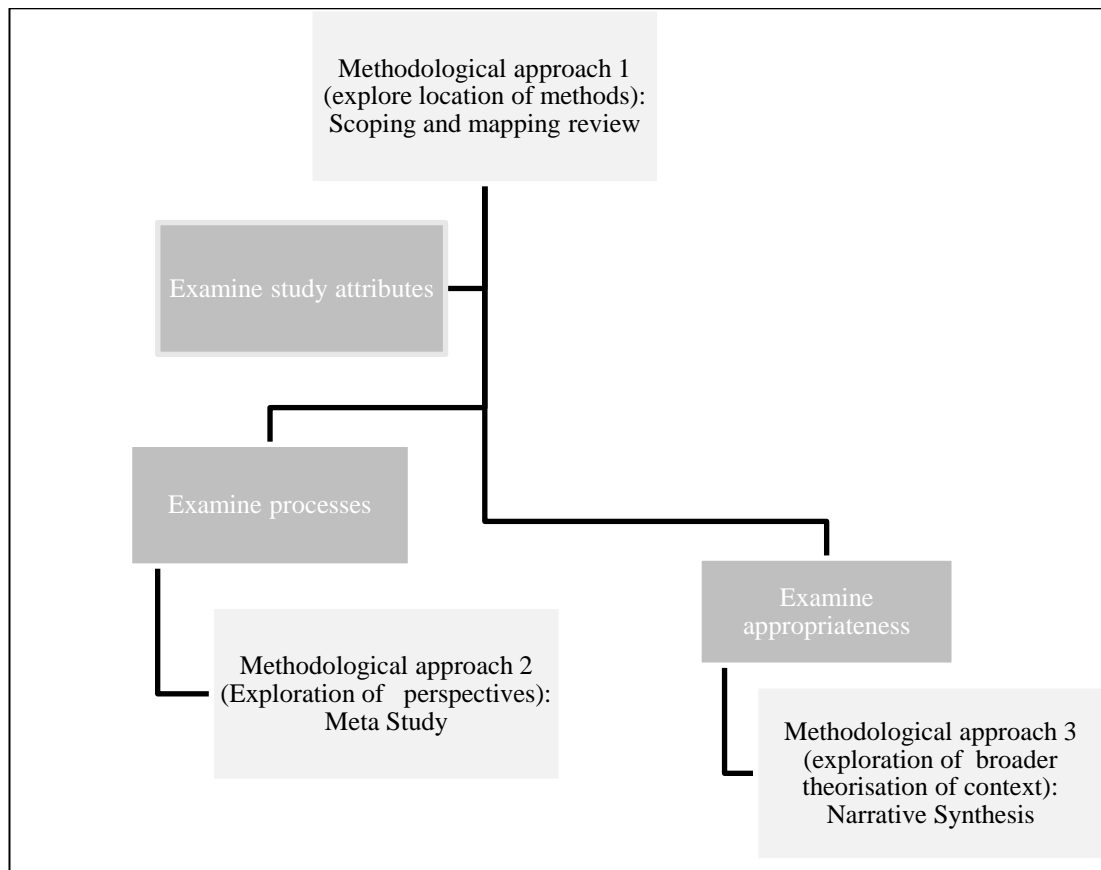 Methodological approach 1
(explore location of methods):
Scoping and mapping review
Examine study attributes
Examine processes
Methodological approach 2
(Exploration of perspectives):
Meta Study
Examine
appropriateness
Methodological approach 3
(exploration of broader
theorisation of context):
Narrative Synthesis